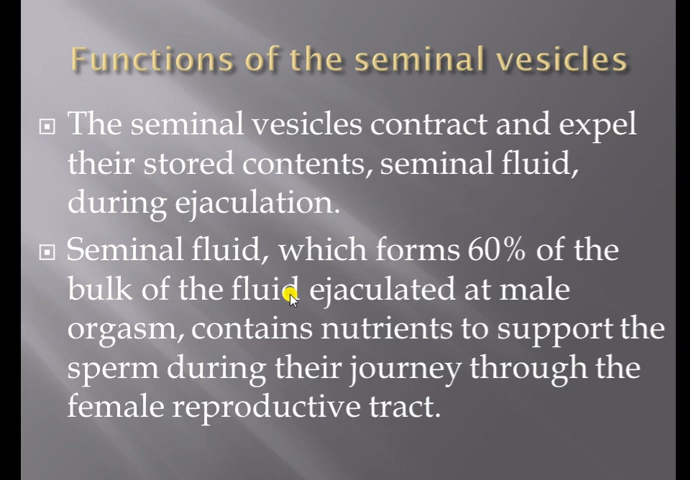 Functions of the seminal vesicles
The seminal vesicles contract and expel
their stored contents, seminal fluid,
during ejaculation.
Seminal fluid, which forms 60% of the
bulk of the fluid ejaculated at male
orgasm, contains nutrients to support the
sperm during their journey through the
female reproductive tract.